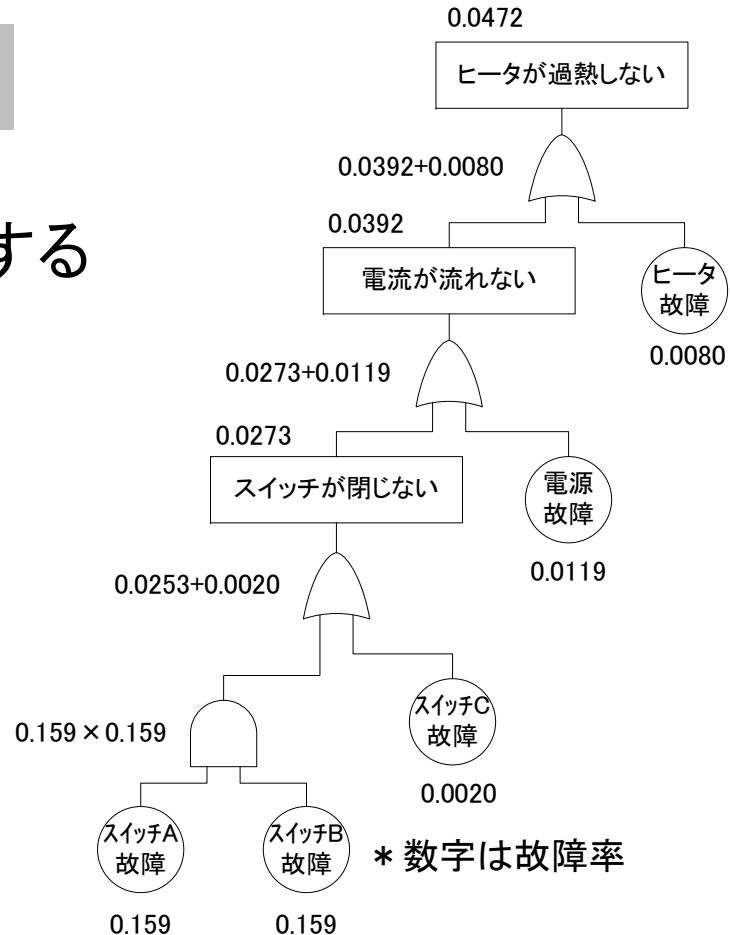 0.0472
ヒータが過熱しない
0.0392+0.0080
する
0.0392
電流が流れない
ヒータ
故障
0.0080
0.0273+0.0119
0.0273
スイッチが閉じない
電源
故障
0.0119
0.0253+0.0020
スイッチC
故障
0.0020
0.159×0.159
スイッチA
故障
0.159
スイッチB
故障
0.159
*数字は故障率